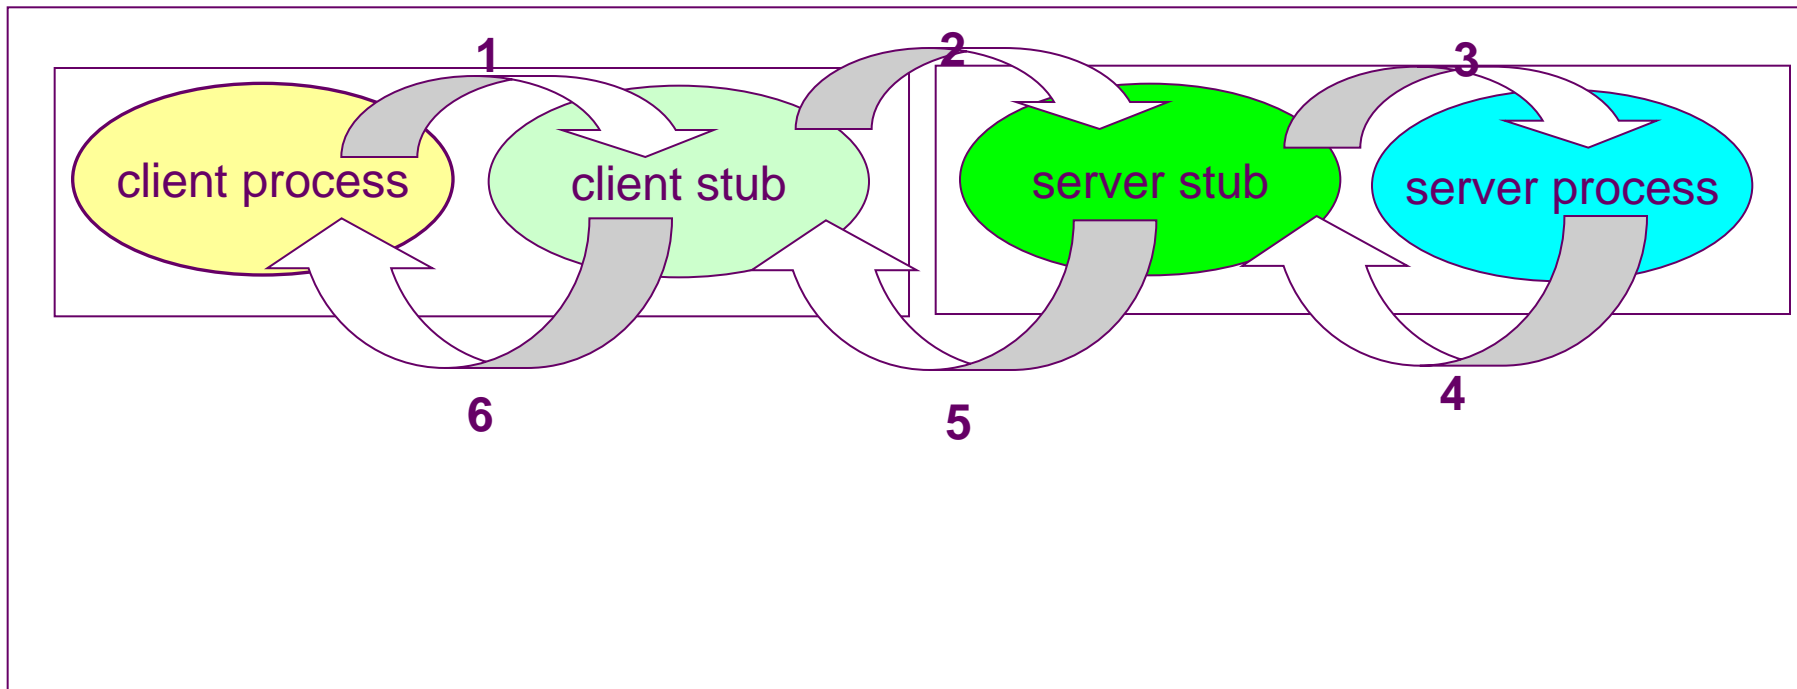 1
2
3
client process
client stub
server stub
server process
6
5
4